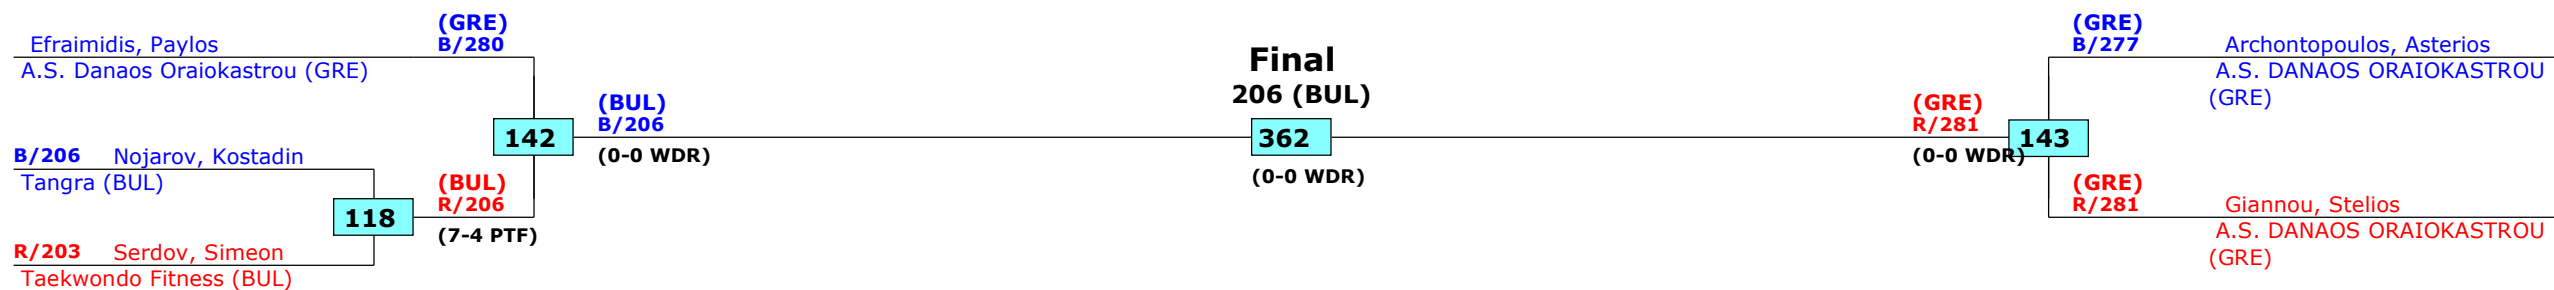 (GRE)
B/280
Efraimidis, Paylos
A.S. Danaos Oraiokastrou (GRE)
B/206 Nojarov, Kostadin
Tangra (BUL)
118
R/203 Serdov, Simeon
Taekwondo Fitness (BUL)
(BUL)
R/206
(7-4 PTF)
142
(BUL)
B/206
(0-0 WDR)
Final
206 (BUL)
362
(0-0 WDR)
(GRE)
R/281
(0-0 WDR)
143
(GRE)
B/277
Archontopoulos, Asterios
A.S. DANAOS ORAIOKASTROU
(GRE)
(GRE)
R/281
Giannou, Stelios
A.S. DANAOS ORAIOKASTROU
(GRE)